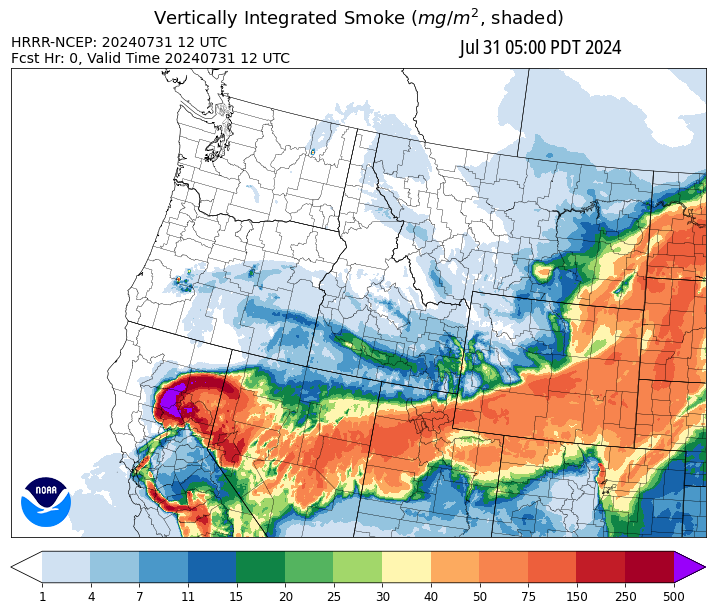 Vertically Integrated Smoke (mg/m², shaded)
HRRR-NCEP: 20240731 12 UTC
Fcst Hr: 0, Valid Time 20240731 12 UTC
Jul 31 05:00 PDT 2024
NOAA
1 4 7 11 15 20 25 30 40 50 75 150 250 500